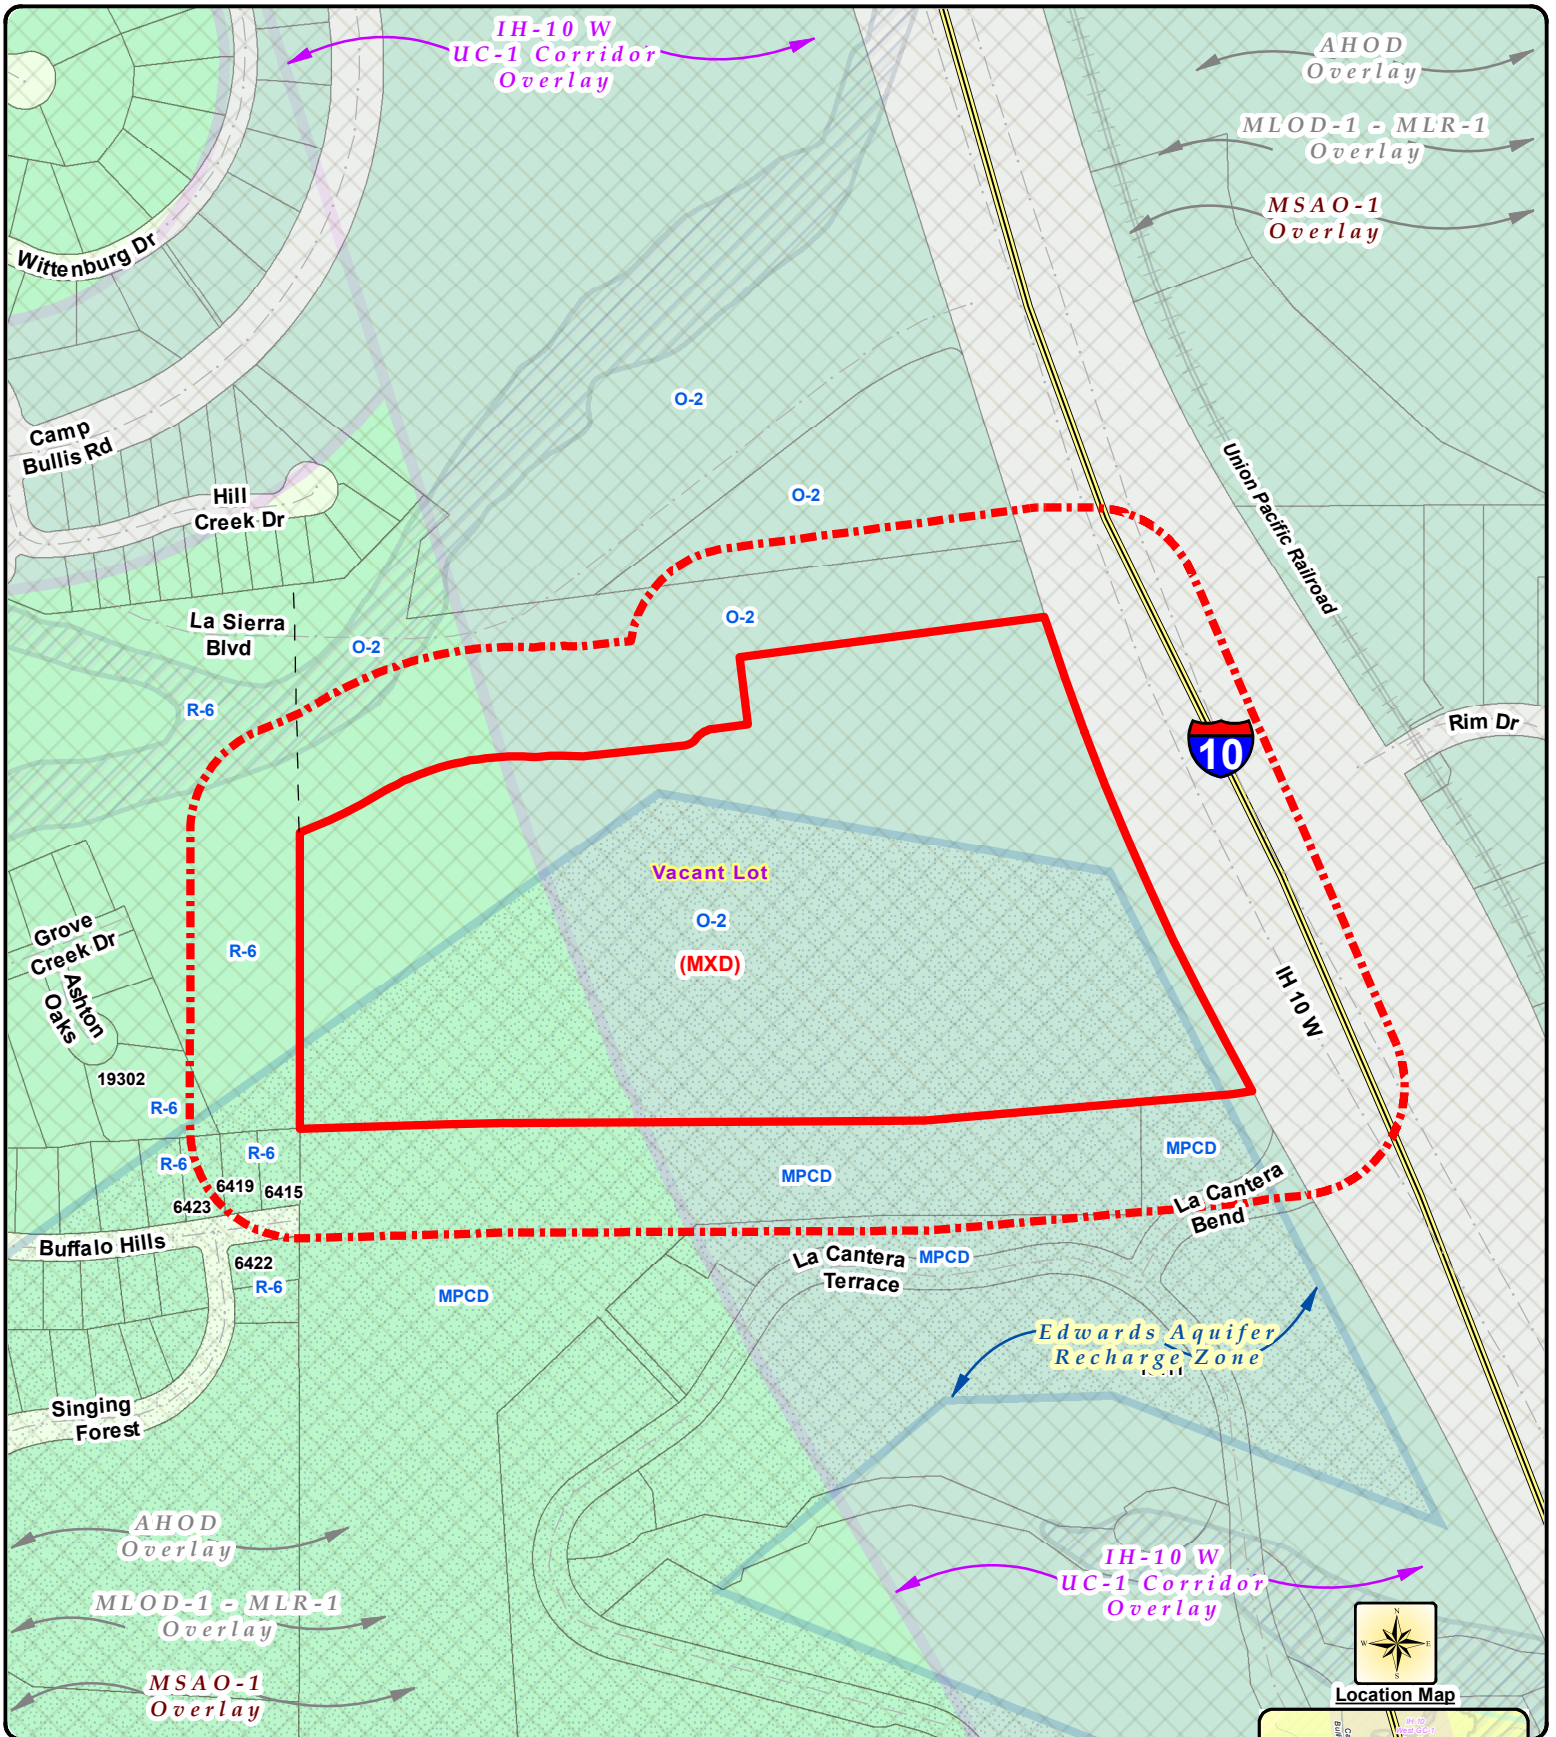 IH-10 W
UC-1 Corridor
Overlay
AHOD
Overlay
MLOD-1 - MLR-1
Overlay
MSAO-1
Overlay
Wittenburg Dr
O-2
Camp
Bullis Rd
Hill
Creek Dr
O-2
Union Pacific Railroad
La Sierra
Blvd
O-2
O-2
R-6
Rim Dr
10
Vacant Lot
O-2
(MXD)
Grove
Creek Dr
R-6
Ashton
Oaks
IH 10 W
19302
R-6
R-6
R-6
MPCD
MPCD
6419
6415
6423
La Cantera
Bend
Buffalo Hills
6422
R-6
La Cantera
Terrace
MPCD
MPCD
Edwards Aquifer
Recharge Zone
Singing
Forest
AHOD
Overlay
MLOD-1 - MLR-1
Overlay
MSAO-1
Overlay
IH-10 W
UC-1 Corridor
Overlay
N
W
E
S
Location Map
IH-10
West GC-1